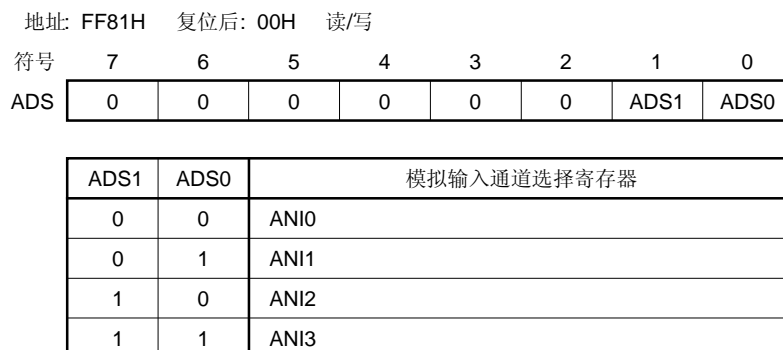 地址: FF81H 复位后: 00H 读/写
符号 7 6 5 4 3 2 1 0
ADS 0 0 0 0 0 0 ADS1 ADS0
ADS1 ADS0 模拟输入通道选择寄存器
0 0 ANI0
0 1 ANI1
1 0 ANI2
1 1 ANI3